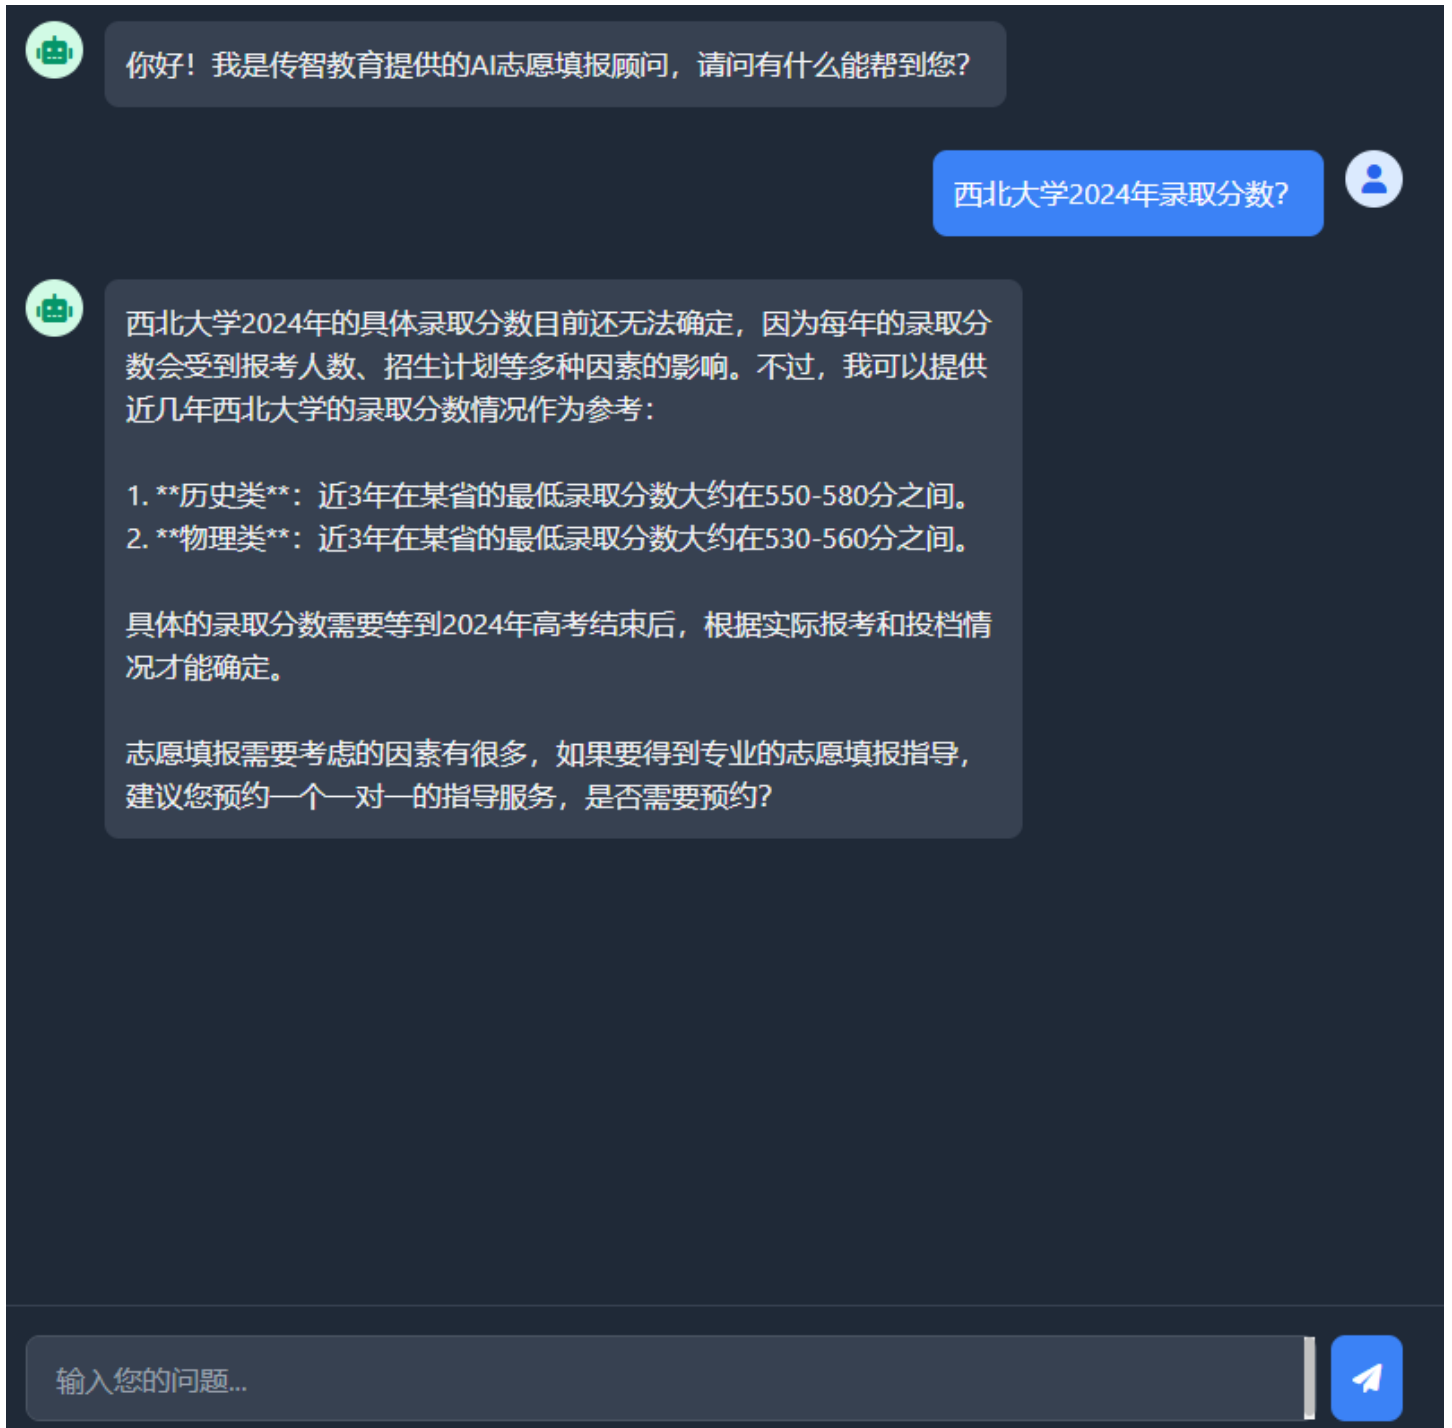 你好！我是传智教育提供的AI志愿填报顾问，请问有什么能帮到您？
西北大学2024年录取分数？
西北大学2024年的具体录取分数目前还无法确定，因为每年的录取分
数会受到报考人数、招生计划等多种因素的影响。不过，我可以提供
近几年西北大学的录取分数情况作为参考：
1. **历史类**：近3年在某省的最低录取分数大约在550-580分之间。
2. **物理类**：近3年在某省的最低录取分数大约在530-560分之间。
具体的录取分数需要等到2024年高考结束后，根据实际报考和投档情
况才能确定。
志愿填报需要考虑的因素有很多，如果要得到专业的志愿填报指导，
建议您预约一个一对一的指导服务，是否需要预约？
输入您的问题...